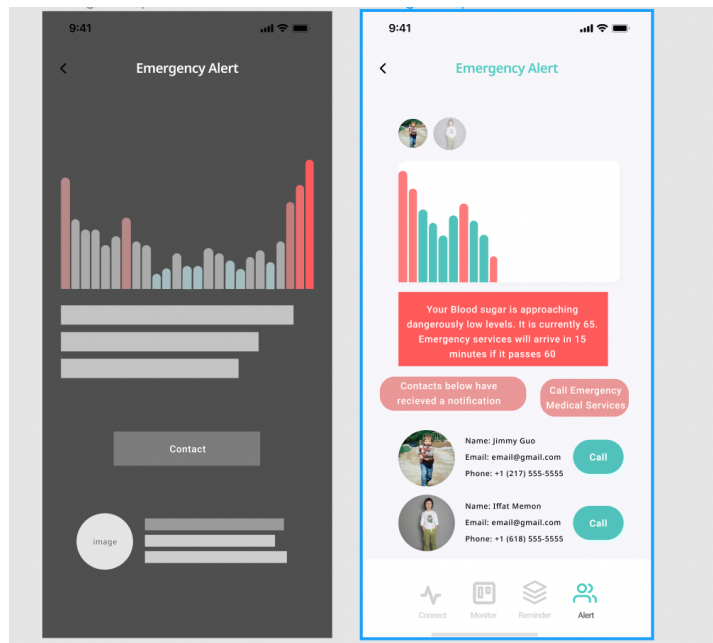 9:41
Emergency Alert
Contact
image
9:41
Emergency Alert
Your Blood sugar is approaching
dangerously low levels. It is currently 65.
Emergency services will arrive in 15
minutes if it passes 60
Contacts below have
recieved a notification
Call Emergency
Medical Services
Name: Jimmy Guo
Email: email@gmail.com
Phone: +1 (217) 555-5555
Call
Name: Iffat Memon
Email: email@gmail.com
Phone: +1 (618) 555-5555
Call
Connect
Monitor
Reminder
Alert